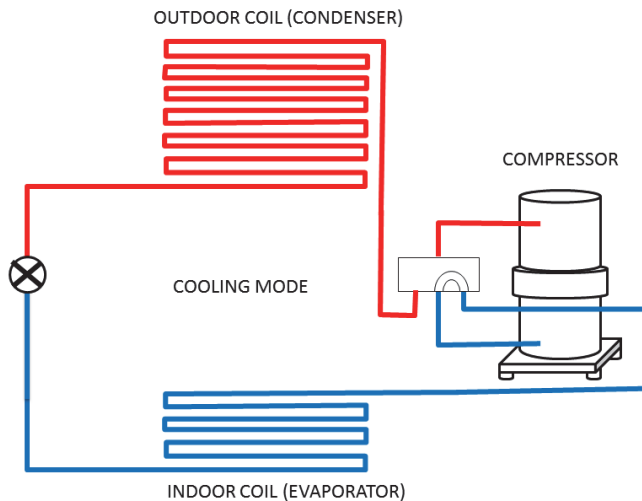 OUTDOOR COIL (CONDENSER)
COMPRESSOR
COOLING MODE
INDOOR COIL (EVAPORATOR)